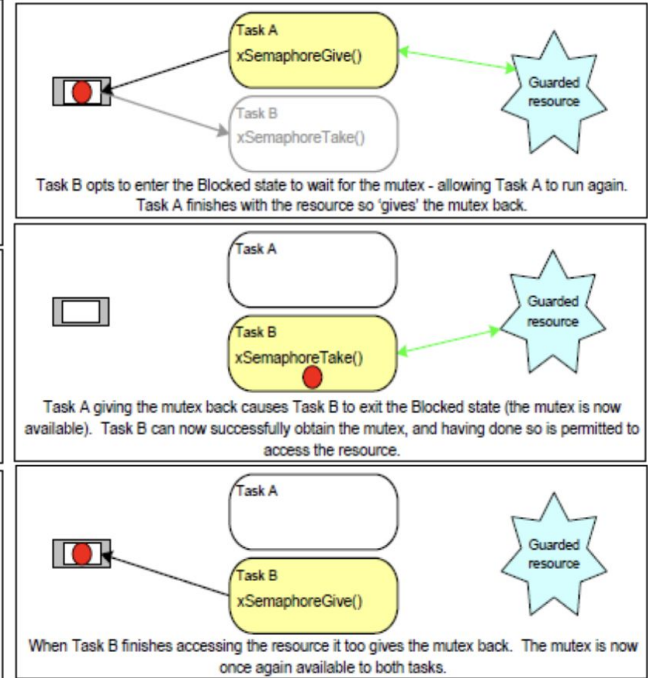 Task A
xSemaphoreGive()
Guarded
resource
Task B
xSemaphoreTake()
Task B opts to enter the Blocked state to wait for the mutex - allowing Task A to run again.
Task A finishes with the resource so 'gives' the mutex back.
Task A
Guarded
resource
Task B
xSemaphoreTake()
Task A giving the mutex back causes Task B to exit the Blocked state (the mutex is now
available). Task B can now successfully obtain the mutex, and having done so is permitted to
access the resource.
Task A
Guarded
resource
Task B
xSemaphoreGive()
When Task B finishes accessing the resource it too gives the mutex back. The mutex is now
once again available to both tasks.